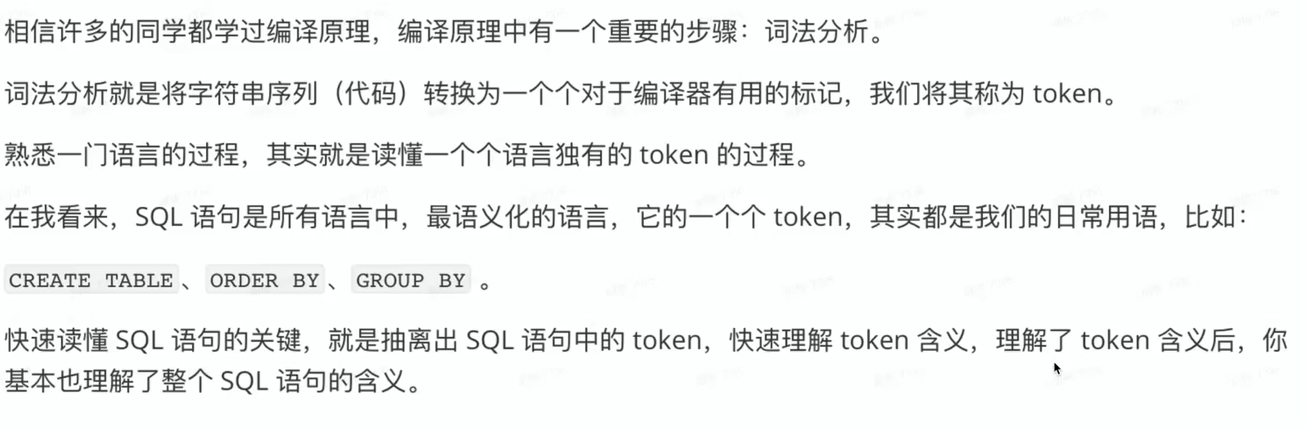 相信许多的同学都学过编译原理，编译原理中有一个重要的步骤：词法分析。
词法分析就是将字符串序列（代码）转换为一个个对于编译器有用的标记，我们将其称为 token。
熟悉一门语言的过程，其实就是读懂一个个语言独有的 token 的过程。
在我看来，SQL 语句是所有语言中，最语义化的语言，它的一个个 token，其实都是我们的日常用语，比如：
CREATE TABLE、ORDER BY、GROUP BY 。
快速读懂 SQL 语句的关键，就是抽离出 SQL 语句中的 token，快速理解 token 含义，理解了 token 含义后，你
基本也理解了整个 SQL 语句的含义。